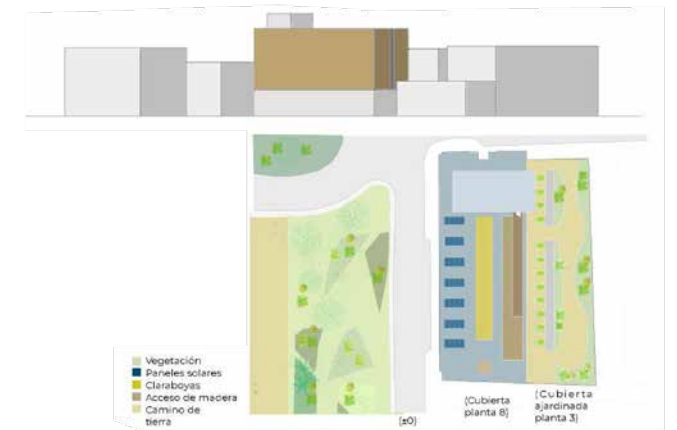 Vegetación
Paneles solares
Claraboyas
Acceso de madera
Camino de
tierra
(±0)
(Cubierta
planta 8)
(Cubierta
ajardinada
planta 3)